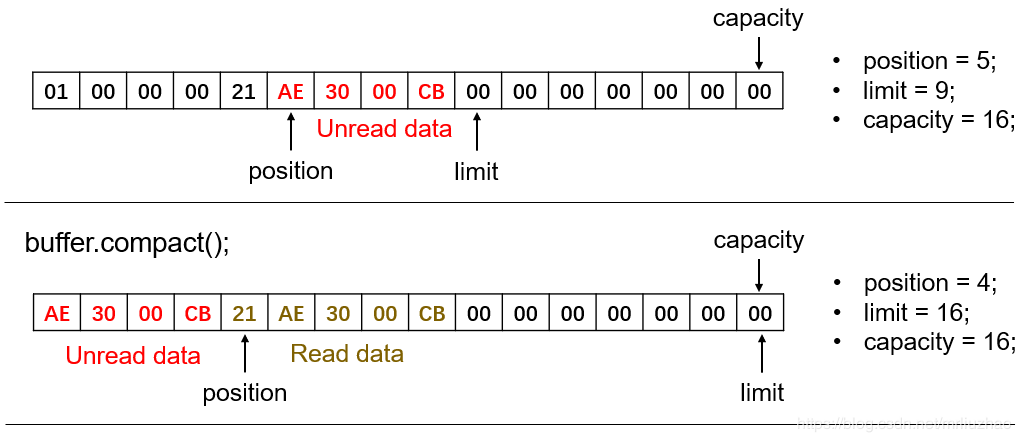 capacity
01 00 00 00 21 AE 30 00 CB 00 00 00 00 00 00 00
Unread data
position
limit
• position = 5;
• limit = 9;
• capacity = 16;
buffer.compact();
capacity
AE 30 00 CB 21 AE 30 00 CB 00 00 00 00 00 00 00
Unread data
Read data
position
limit
• position = 4;
• limit = 16;
• capacity = 16;